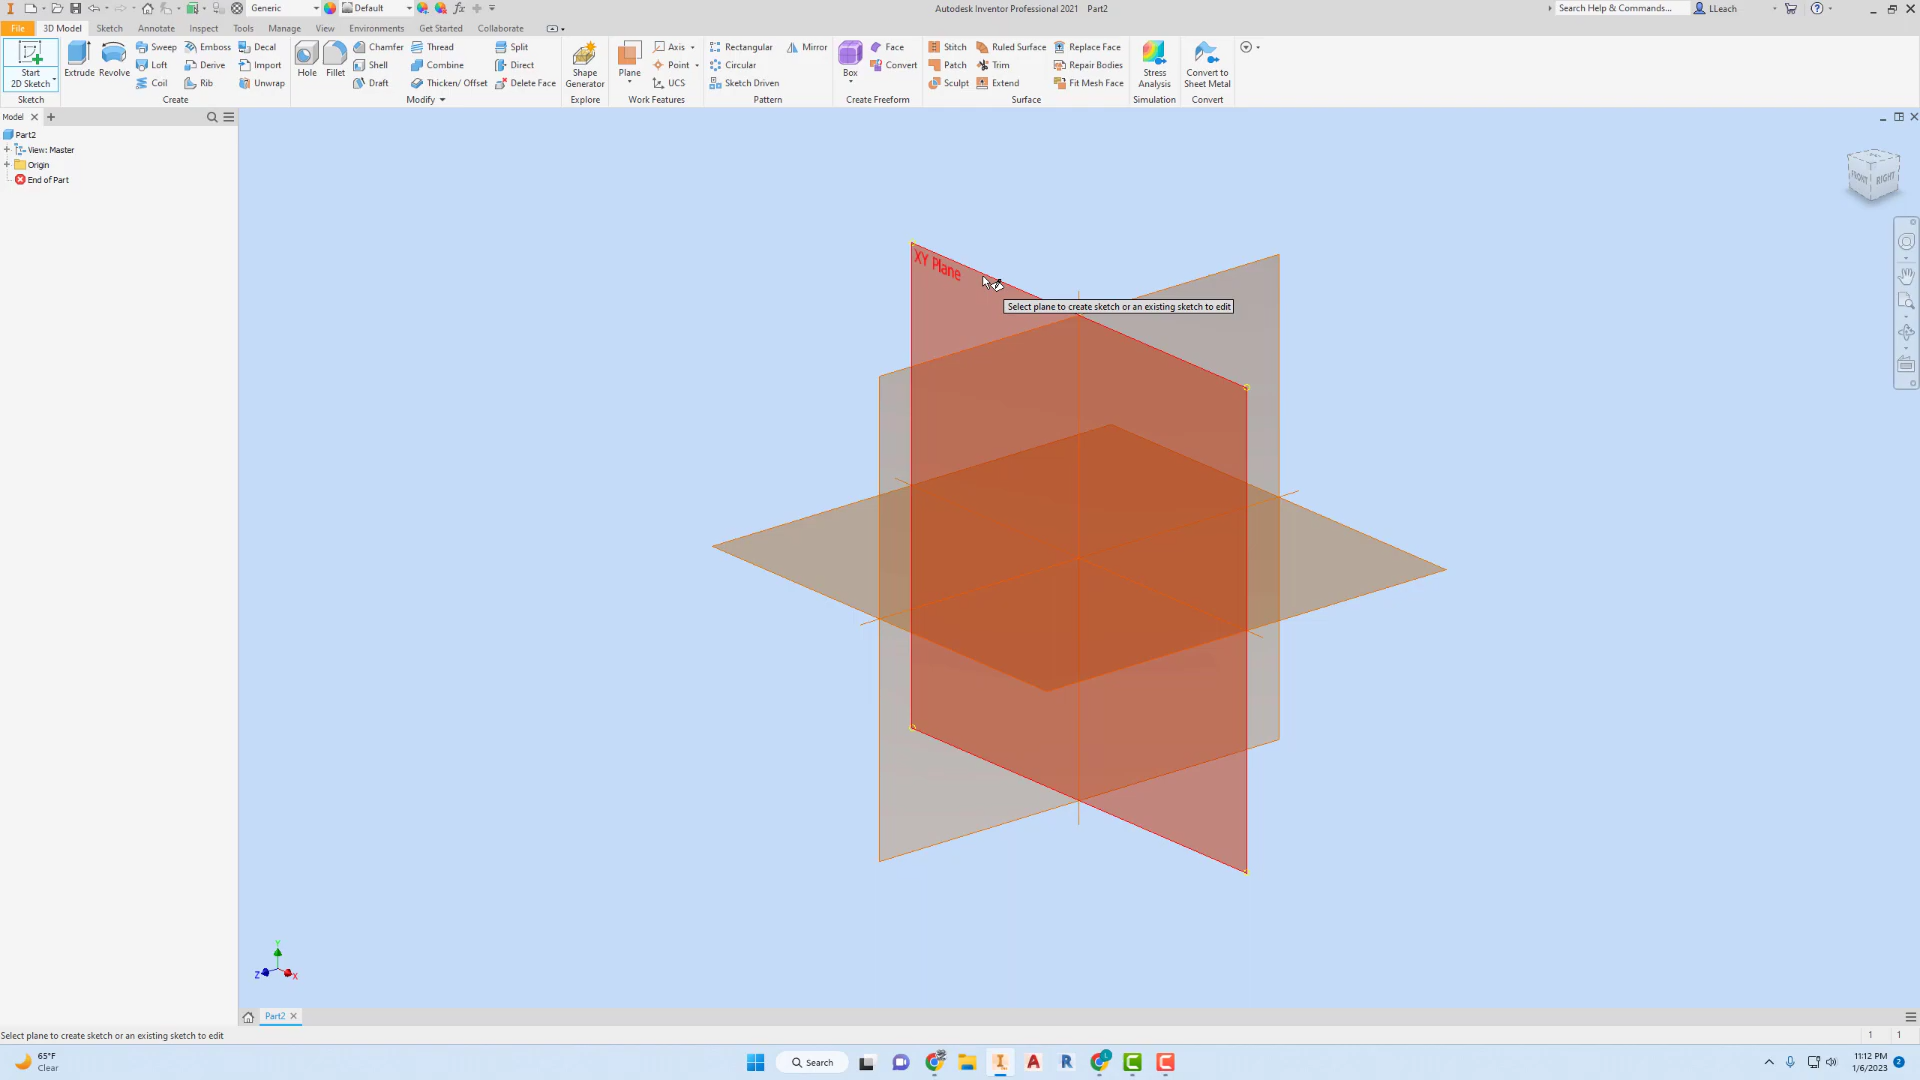 Generic
Default
Autodesk Inventor Professional 2021 Part2
Search Help & Commands...
LLeach
File
3D Model
Sketch
Annotate
Inspect
Tools
Manage
View
Environments
Get Started
Collaborate
Start
2D Sketch
Extrude
Revolve
Sweep
Emboss
Decal
Loft
Derive
Import
Coil
Rib
Unwrap
Hole
Fillet
Chamfer
Thread
Split
Shell
Combine
Direct
Draft
Thicken/ Offset
Delete Face
Shape
Generator
Plane
Axis
Point
UCS
Rectangular
Mirror
Circular
Sketch Driven
Box
Face
Convert
Stitch
Ruled Surface
Replace Face
Patch
Trim
Repair Bodies
Sculpt
Extend
Fit Mesh Face
Stress
Analysis
Convert to
Sheet Metal
Sketch
Create
Modify
Explore
Work Features
Pattern
Create Freeform
Surface
Simulation
Convert
Model
Part2
View: Master
Origin
End of Part
FRONT
RIGHT
XY Plane
Select plane to create sketch or an existing sketch to edit
Y
Z
X
Part2
Select plane to create sketch or an existing sketch to edit
1 1
65°F
Clear
Search
11:12 PM
1/6/2023
2